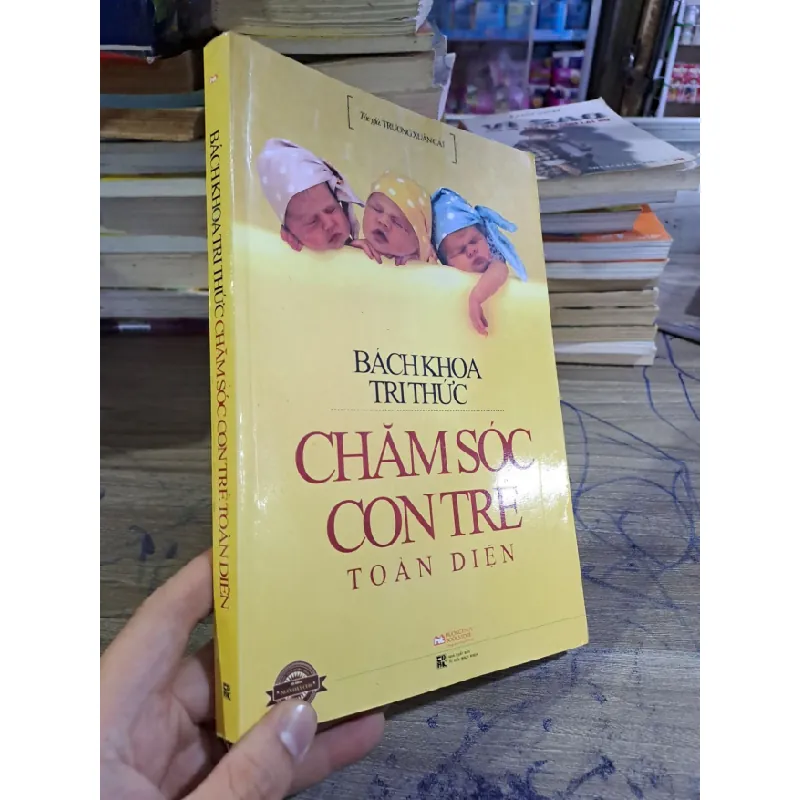 Tác giả: TRƯƠNG XUÂN CẢI
BÁCH KHOA
TRI THỨC
CHĂM SÓC
CON TRẺ
TOÀN DIỆN
BÁCH KHOA TRI THỨC CHĂM SÓC CON TRẺ TOÀN DIỆN